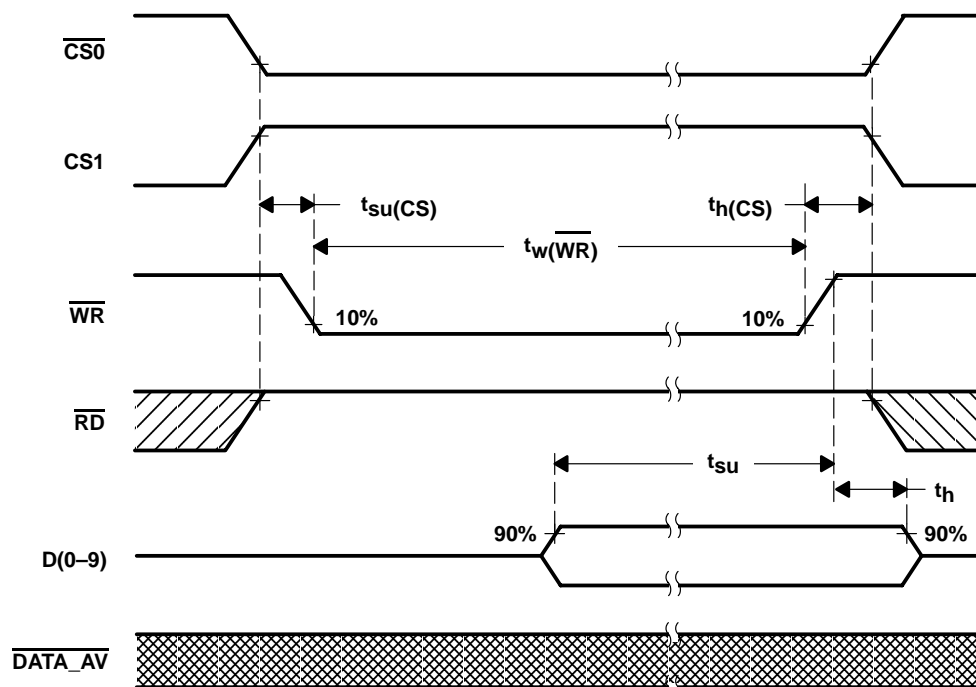 CS0
CS1
tsu(CS)
th(CS)
tw(WR)
WR
10%
10%
RD
tsu
th
90%
90%
D(0–9)
DATA_AV